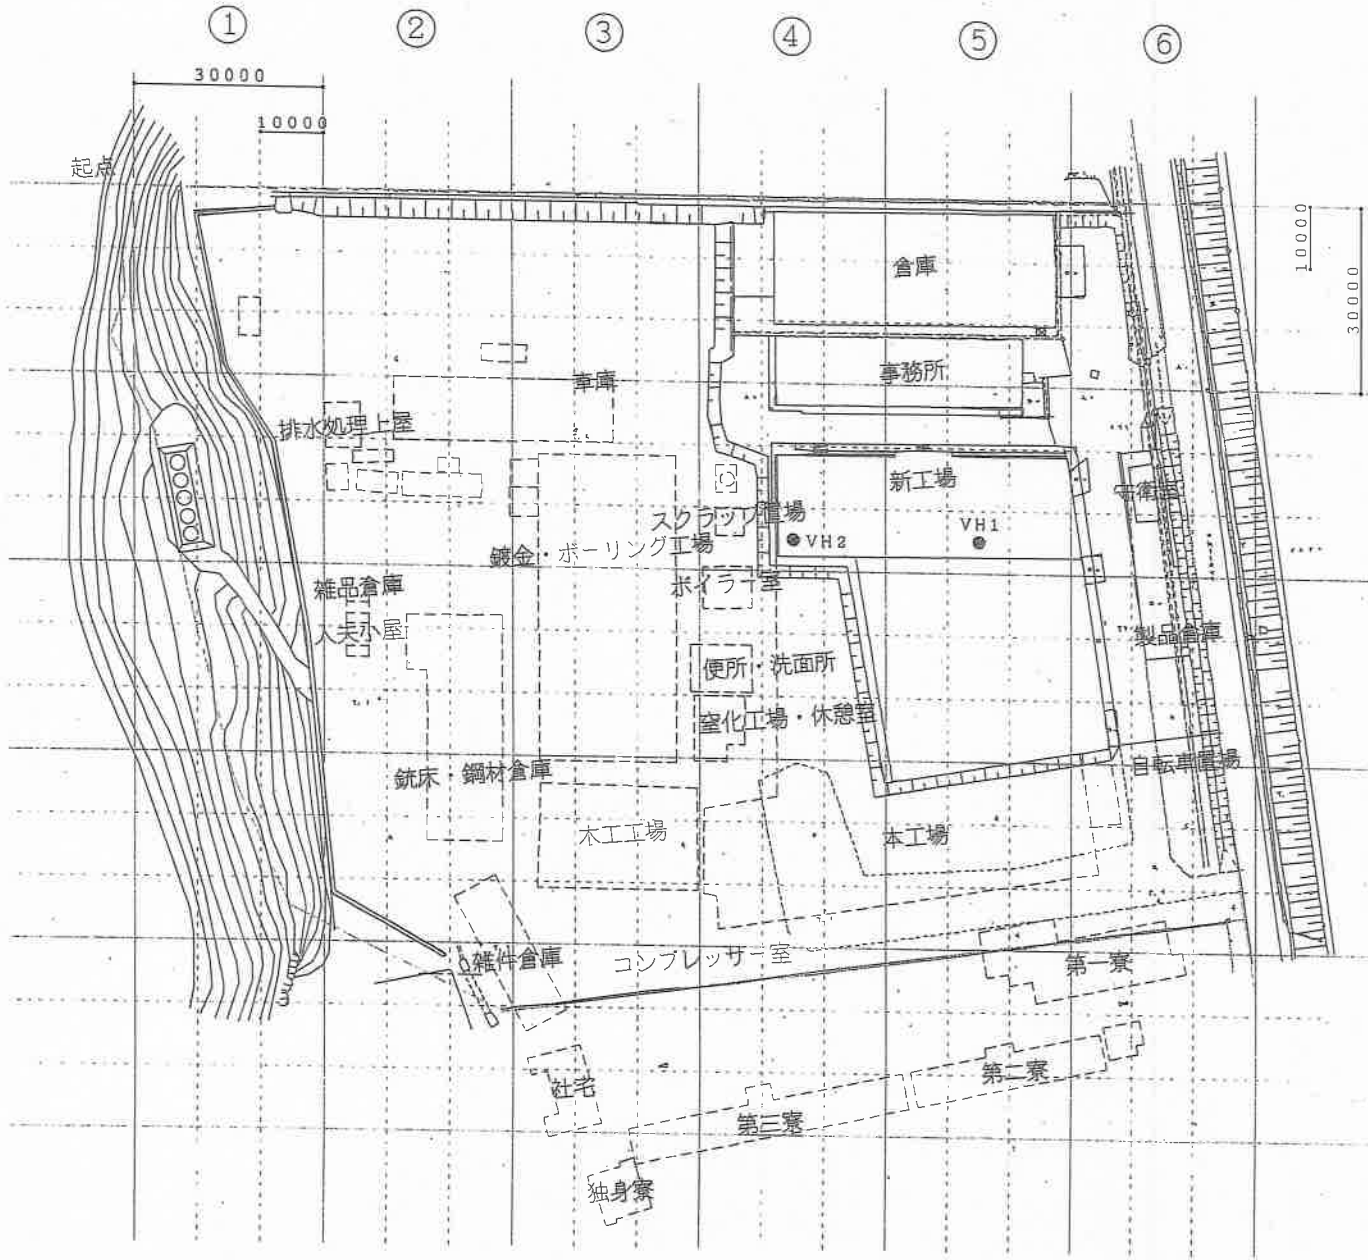 ① ② ③ ④ ⑤ ⑥
30000
10000
起点
10000
30000
倉庫
事務所
車庫
排水処理上屋
新工場
守衛室
スクラップ置場
VH1
VH2
鍍金・ボーリング工場
ボイラー室
雑品倉庫
人夫小屋
製品倉庫
便所・洗面所
窒化工場・休憩室
自転車置場
銃床・鋼材倉庫
木工工場
本工場
雑件倉庫
コンプレッサー室
第一寮
第二寮
社宅
第三寮
独身寮